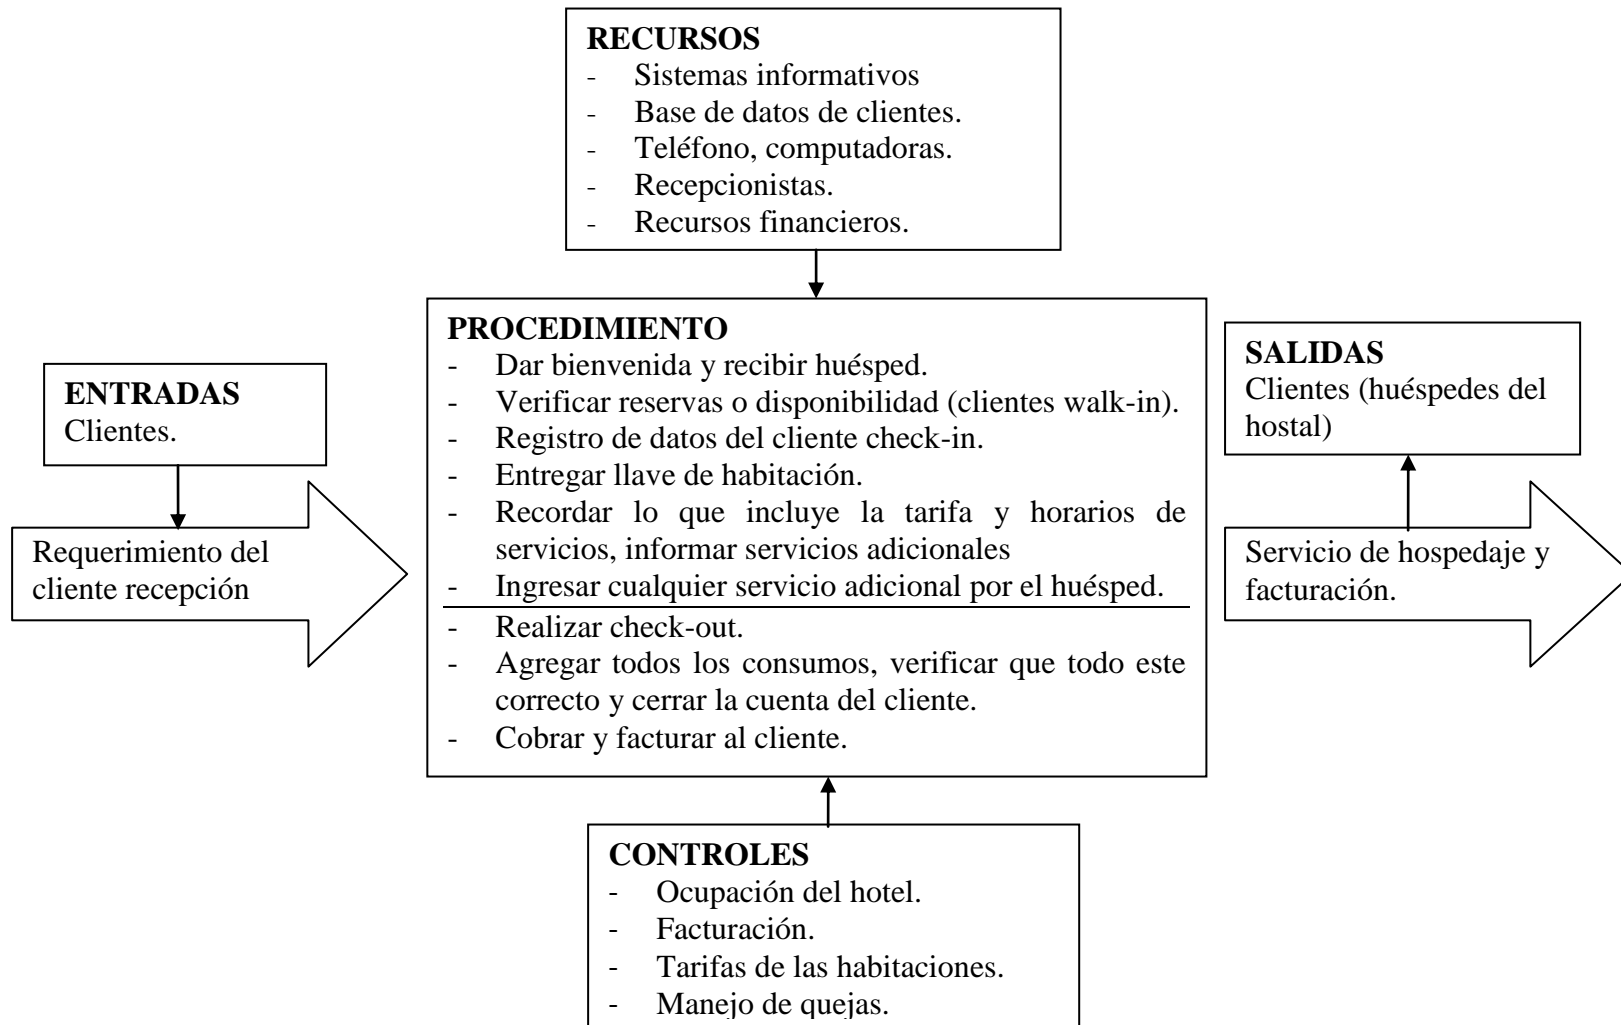 RECURSOS
- Sistemas informativos
- Base de datos de clientes.
- Teléfono, computadoras.
- Recepcionistas.
- Recursos financieros.
ENTRADAS
Clientes.
Requerimiento del
cliente recepción
PROCEDIMIENTO
- Dar bienvenida y recibir huésped.
- Verificar reservas o disponibilidad (clientes walk-in).
- Registro de datos del cliente check-in.
- Entregar llave de habitación.
- Recordar lo que incluye la tarifa y horarios de
servicios, informar servicios adicionales
- Ingresar cualquier servicio adicional por el huésped.
- Realizar check-out.
- Agregar todos los consumos, verificar que todo este
correcto y cerrar la cuenta del cliente.
- Cobrar y facturar al cliente.
SALIDAS
Clientes (huéspedes del
hostal)
Servicio de hospedaje y
facturación.
CONTROLES
- Ocupación del hotel.
- Facturación.
- Tarifas de las habitaciones.
- Manejo de quejas.